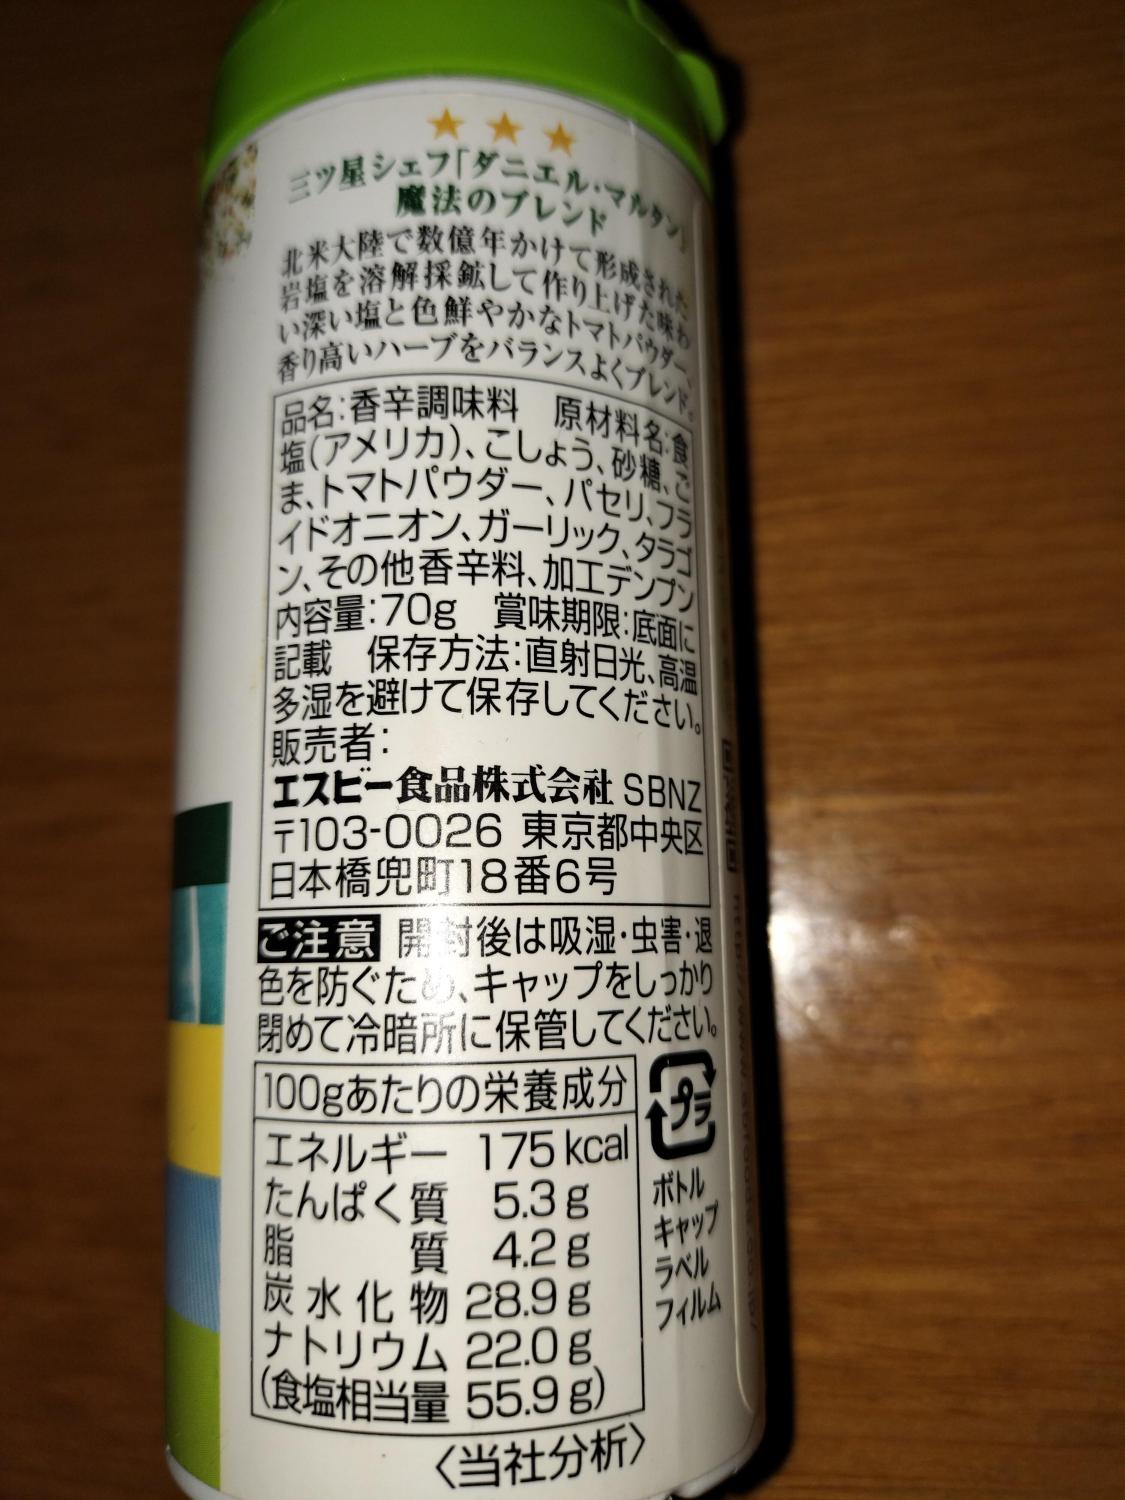 三ツ星シェフ「ダニエル・マルタン」
魔法のブレンド
北米大陸で数億年かけて形成された
岩塩を溶解採鉱して作り上げた味わ
い深い塩と色鮮やかなトマトパウダー、
香り高いハーブをバランスよくブレンド。
品名:香辛調味料　原材料名:食
塩(アメリカ)、こしょう、砂糖、ご
ま、トマトパウダー、パセリ、フラ
イドオニオン、ガーリック、タラゴ
ン、その他香辛料、加工デンプン
内容量:70g　賞味期限:底面に
記載　保存方法:直射日光、高温
多湿を避けて保存してください。
販売者:
エスビー食品株式会社 SBNZ
〒103-0026 東京都中央区
日本橋兜町18番6号
ご注意 開封後は吸湿・虫害・退
色を防ぐため、キャップをしっかり
閉めて冷暗所に保管してください。
100gあたりの栄養成分
エネルギー 175kcal
たんぱく質 5.3g
脂質 4.2g
炭水化物 28.9g
ナトリウム 22.0g
(食塩相当量 55.9g)
〈当社分析〉
プラ
ボトル
キャップ
ラベル
フィルム